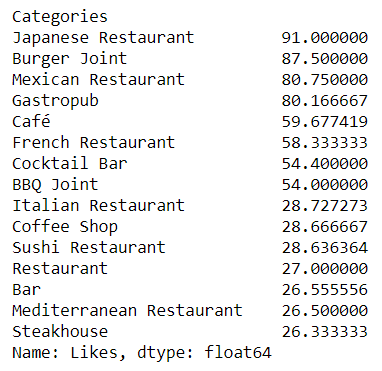 Categories
Japanese Restaurant 91.000000
Burger Joint 87.500000
Mexican Restaurant 80.750000
Gastropub 80.166667
Café 59.677419
French Restaurant 58.333333
Cocktail Bar 54.400000
BBQ Joint 54.000000
Italian Restaurant 28.727273
Coffee Shop 28.666667
Sushi Restaurant 28.636364
Restaurant 27.000000
Bar 26.555556
Mediterranean Restaurant 26.500000
Steakhouse 26.333333
Name: Likes, dtype: float64